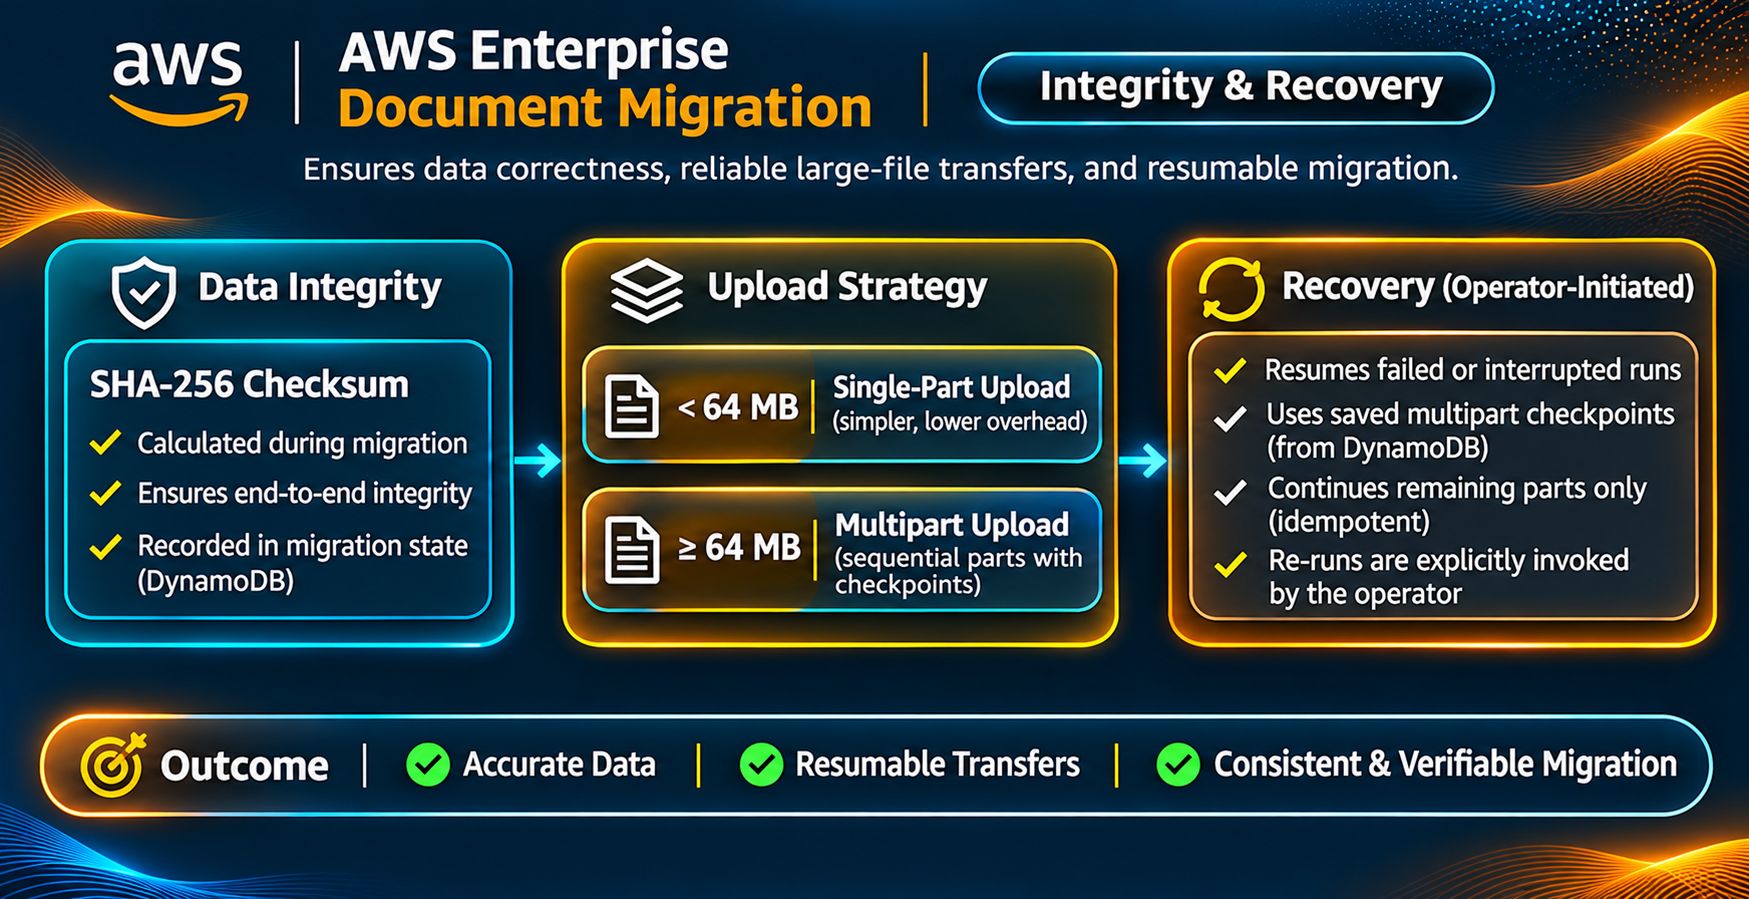 aws
AWS Enterprise
Document Migration
Integrity & Recovery
Ensures data correctness, reliable large-file transfers, and resumable migration.
Data Integrity
SHA-256 Checksum
Calculated during migration
Ensures end-to-end integrity
Recorded in migration state
(DynamoDB)
Upload Strategy
< 64 MB
Single-Part Upload
(simpler, lower overhead)
≥ 64 MB
Multipart Upload
(sequential parts with
checkpoints)
Recovery (Operator-Initiated)
Resumes failed or interrupted runs
Uses saved multipart checkpoints
(from DynamoDB)
Continues remaining parts only
(idempotent)
Re-runs are explicitly invoked
by the operator
Outcome
Accurate Data
Resumable Transfers
Consistent & Verifiable Migration